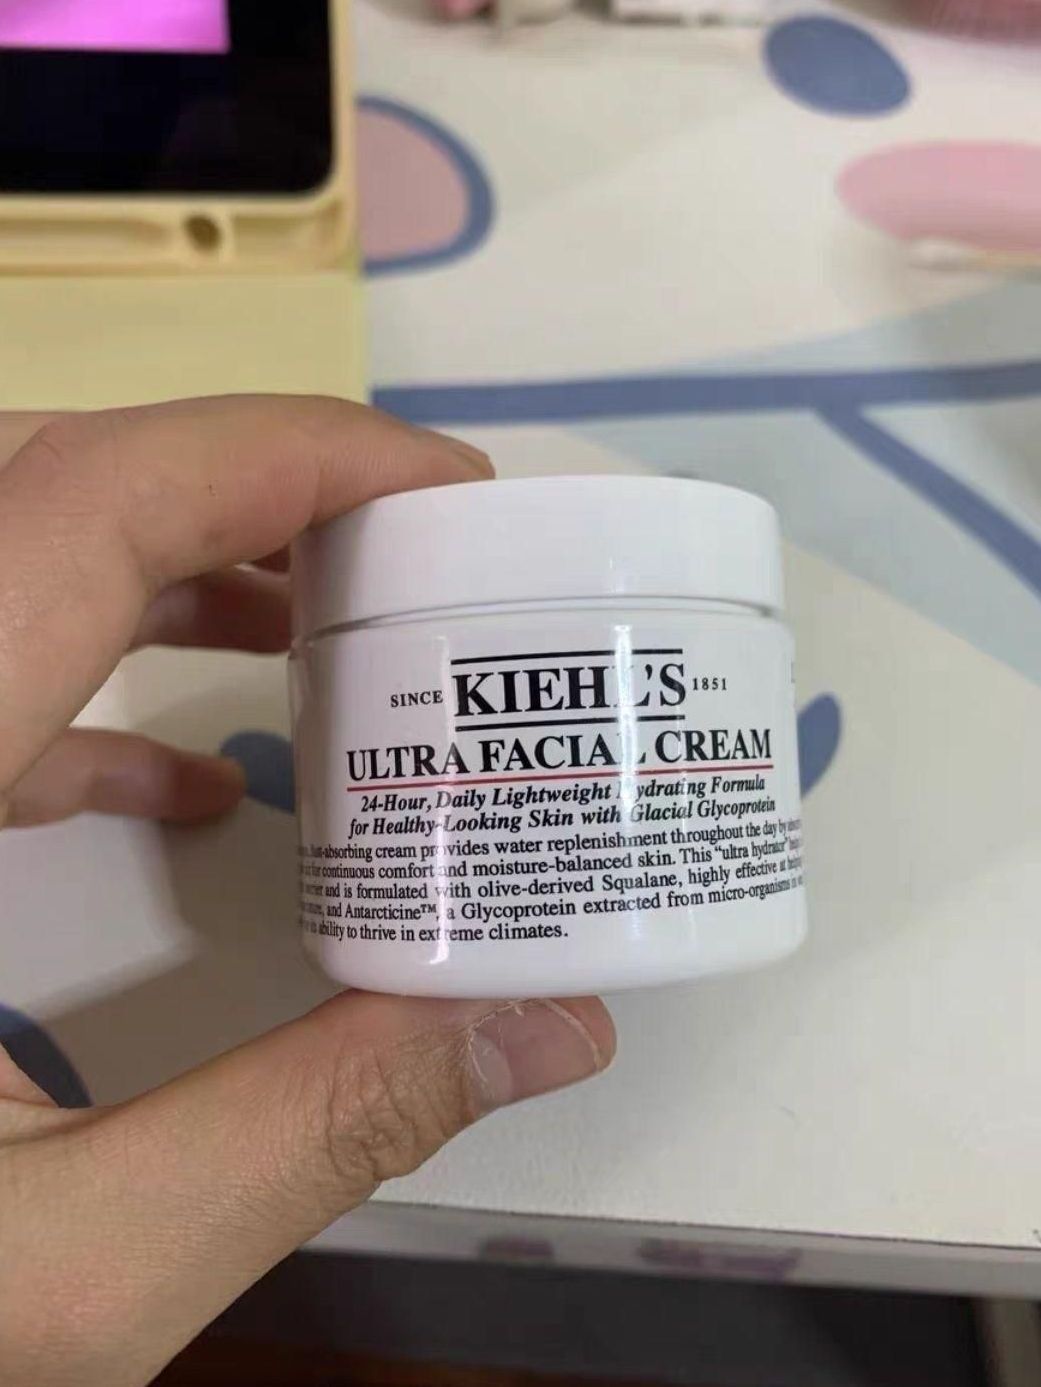 SINCE KIEHL'S 1851
ULTRA FACIAL CREAM
24-Hour, Daily Lightweight Hydrating Formula
for Healthy-Looking Skin with Glacial Glycoprotein
-absorbing cream provides water replenishment throughout the day by
for continuous comfort and moisture-balanced skin. This "ultra hydrator"
and is formulated with olive-derived Squalane, highly effective at
and Antarcticine™, a Glycoprotein extracted from micro-organisms
ability to thrive in extreme climates.